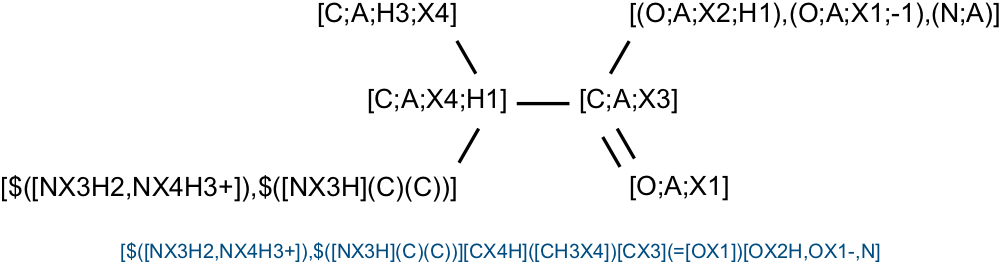 [C;A;H3;X4] [(O;A;X2;H1),(O;A;X1;-1),(N;A)]
[C;A;X4;H1] [C;A;X3]
[$([NX3H2,NX4H3+]),$([NX3H](C)(C))] [O;A;X1]
[$([NX3H2,NX4H3+]),$([NX3H](C)(C))][CX4H]([CH3X4])[CX3](=[OX1])[OX2H,OX1-,N]